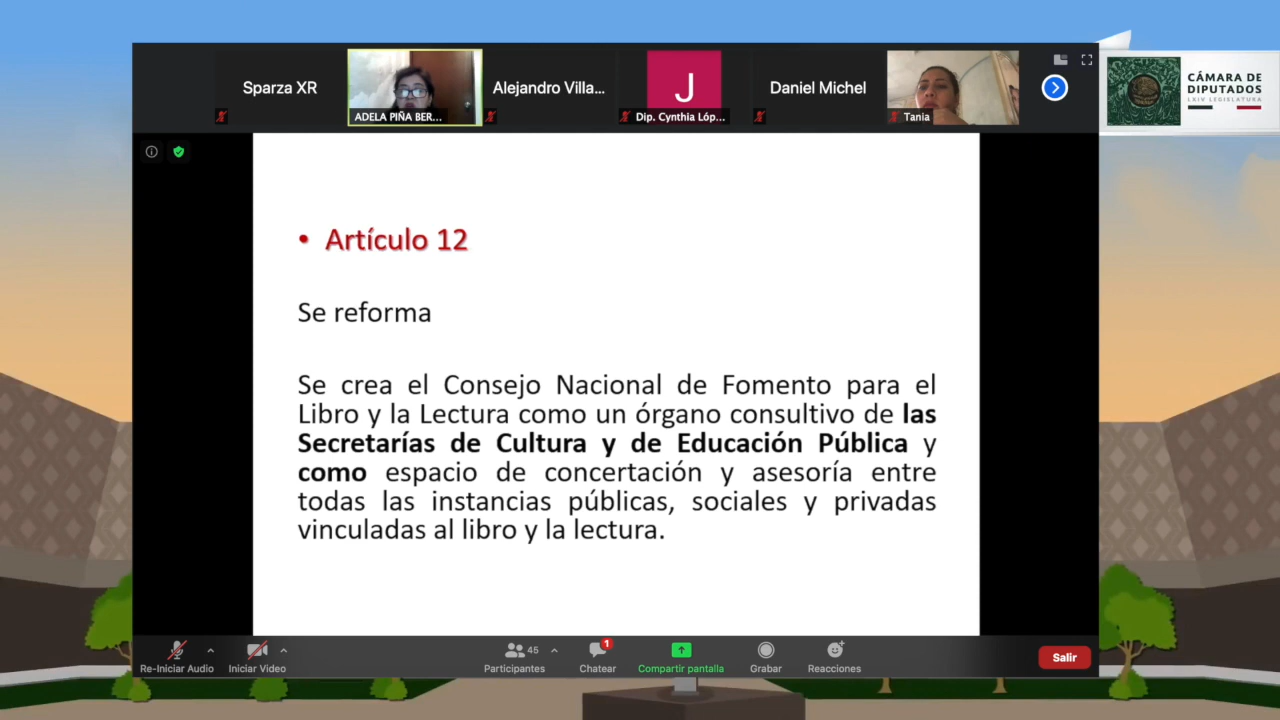 Sparza XR
ADELA PIÑA BER...
Alejandro Villa...
J
Dip. Cynthia Lóp...
Daniel Michel
Tania
CÁMARA DE
DIPUTADOS
LXIV LEGISLATURA
• Artículo 12
Se reforma
Se crea el Consejo Nacional de Fomento para el
Libro y la Lectura como un órgano consultivo de las
Secretarías de Cultura y de Educación Pública y
como espacio de concertación y asesoría entre
todas las instancias públicas, sociales y privadas
vinculadas al libro y la lectura.
Re-Iniciar Audio
Iniciar Video
45
Participantes
1
Chatear
Compartir pantalla
Grabar
Reacciones
Salir